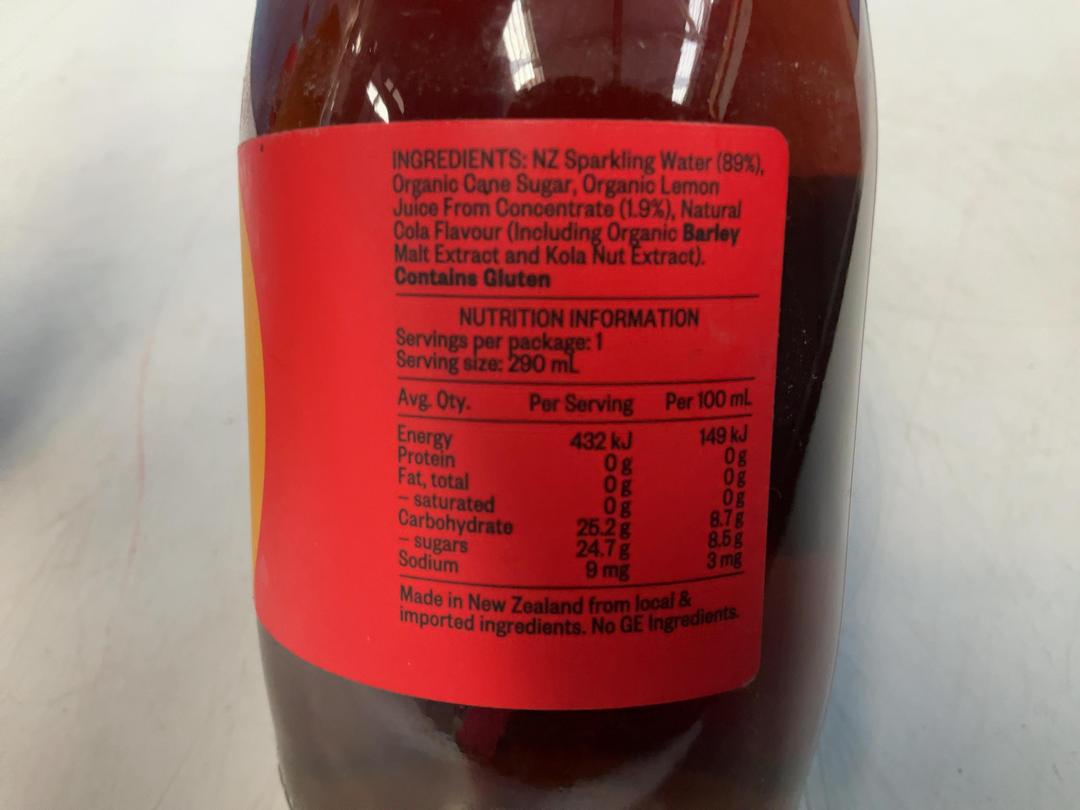 INGREDIENTS: NZ Sparkling Water (89%),
Organic Cane Sugar, Organic Lemon
Juice From Concentrate (1.9%), Natural
Cola Flavour (Including Organic Barley
Malt Extract and Kola Nut Extract).
Contains Gluten
NUTRITION INFORMATION
Servings per package: 1
Serving size: 290 mL
Avg. Qty. Per Serving Per 100 mL
Energy 432 kJ 149 kJ
Protein 0 g 0 g
Fat, total 0 g 0 g
– saturated 0 g 0 g
Carbohydrate 25.2 g 8.7 g
– sugars 24.7 g 8.5 g
Sodium 9 mg 3 mg
Made in New Zealand from local &
imported ingredients. No GE Ingredients.